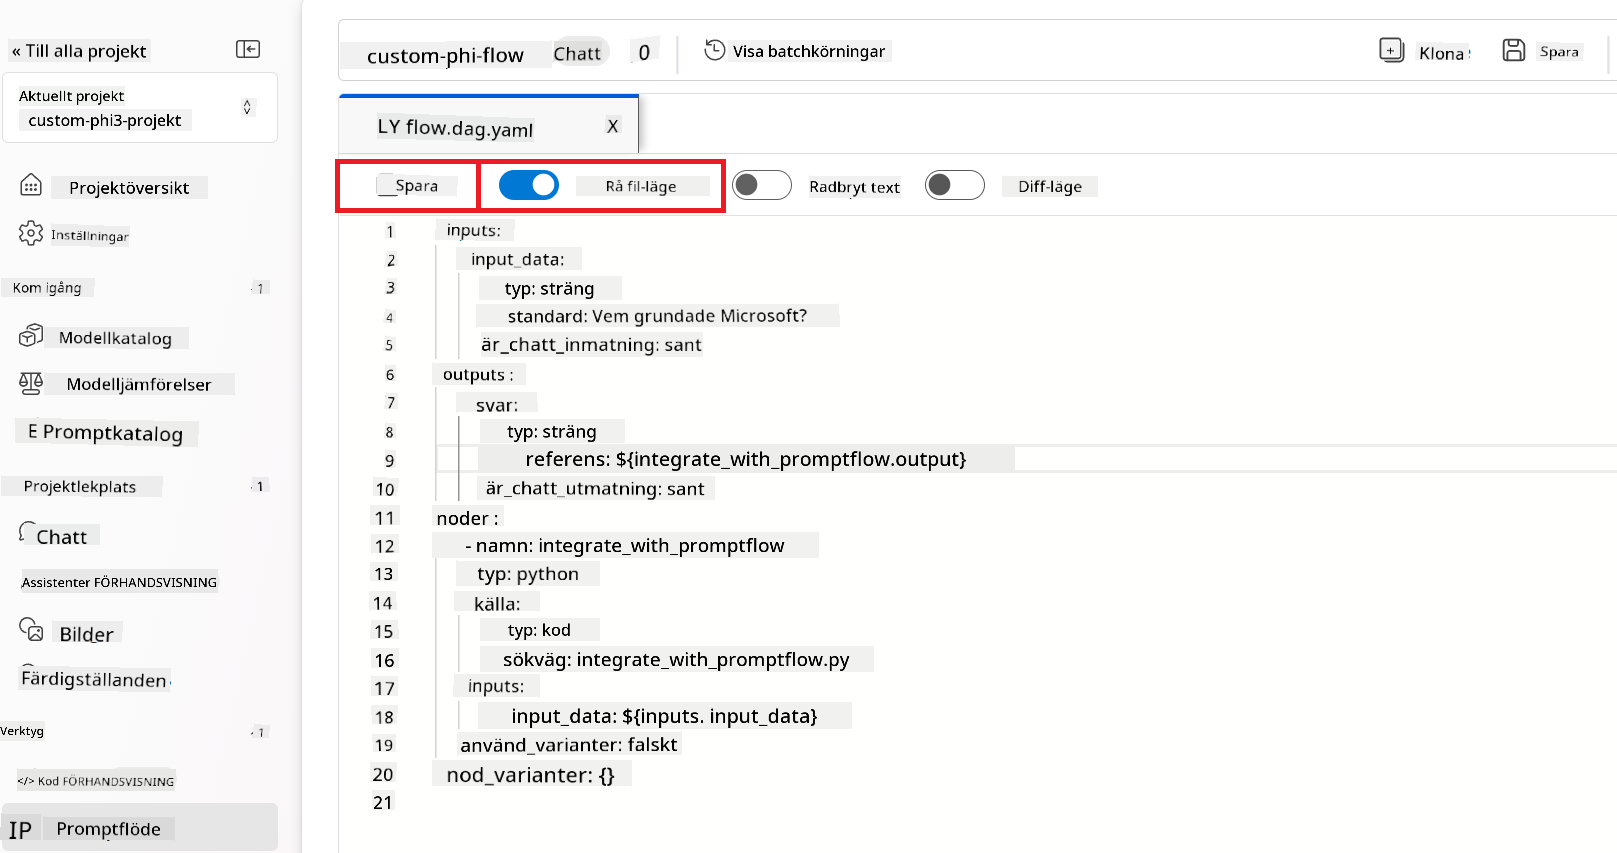 « Till alla projekt
Aktuellt projekt
custom-phi3-projekt
Projektöversikt
Inställningar
Kom igång
1
Modellkatalog
Modelljämförelser
E Promptkatalog
Projektlekplats
1
Chatt
Assistenter FÖRHANDSVISNING
Bilder
Färdigställanden
Verktyg
1
</> Kod FÖRHANDSVISNING
IP Promptflöde
custom-phi-flow Chatt 0 Visa batchkörningar Klona Spara
LY flow.dag.yaml X
Spara Rå fil-läge Radbryt text Diff-läge
1 inputs:
2 input_data:
3 typ: sträng
4 standard: Vem grundade Microsoft?
5 är_chatt_inmatning: sant
6 outputs :
7 svar:
8 typ: sträng
9 referens: ${integrate_with_promptflow.output}
10 är_chatt_utmatning: sant
11 noder :
12 - namn: integrate_with_promptflow
13 typ: python
14 källa:
15 typ: kod
16 sökväg: integrate_with_promptflow.py
17 inputs:
18 input_data: ${inputs. input_data}
19 använd_varianter: falskt
20 nod_varianter: {}
21